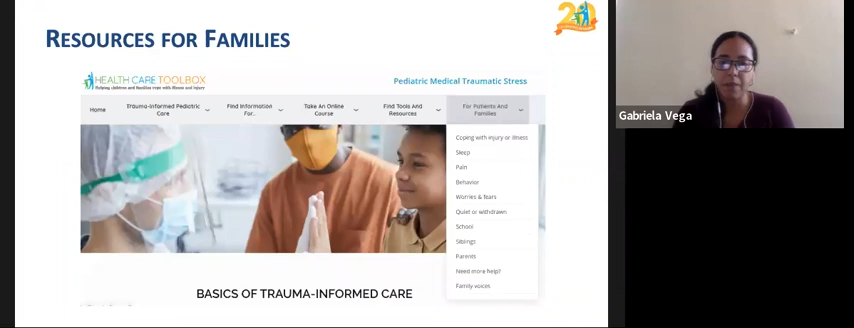 RESOURCES FOR FAMILIES
20
HEALTH CARE TOOLBOX
Helping children and families cope with illness and injury
Pediatric Medical Traumatic Stress
Home
Trauma-Informed Pediatric
Care
Find Information
For..
Take An Online
Course
Find Tools And
Resources
For Patients And
Families
Coping with injury or illness
Sleep
Pain
Behavior
Worries & fears
Quiet or withdrawn
School
Siblings
Parents
Need more help?
Family voices
BASICS OF TRAUMA-INFORMED CARE
Gabriela Vega